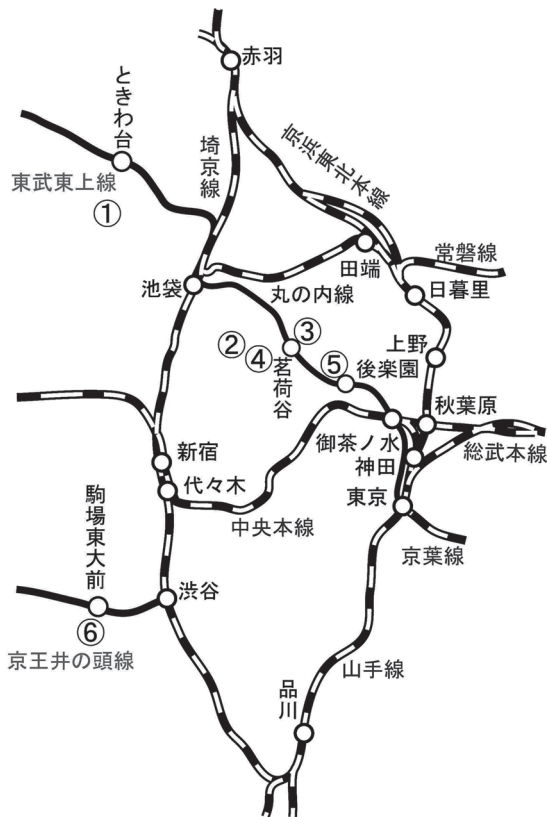 赤羽
ときわ台
埼京線
京浜東北本線
東武東上線
①
常磐線
田端
丸の内線
池袋
日暮里
③
②
④
茗荷谷
上野
⑤
後楽園
秋葉原
御茶ノ水
新宿
神田
総武本線
代々木
東京
駒場東大前
中央本線
京葉線
渋谷
⑥
京王井の頭線
山手線
品川